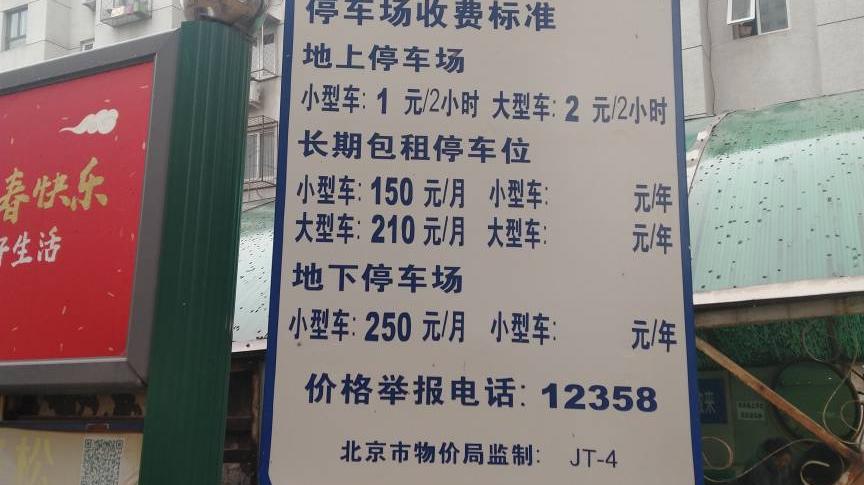 停车场收费标准
地上停车场
小型车: 1 元/2小时 大型车: 2 元/2小时
长期包租停车位
小型车: 150 元/月 小型车: 元/年
大型车: 210 元/月 大型车: 元/年
地下停车场
小型车: 250 元/月 小型车: 元/年
价格举报电话: 12358
北京市物价局监制: JT-4
春快乐
好生活